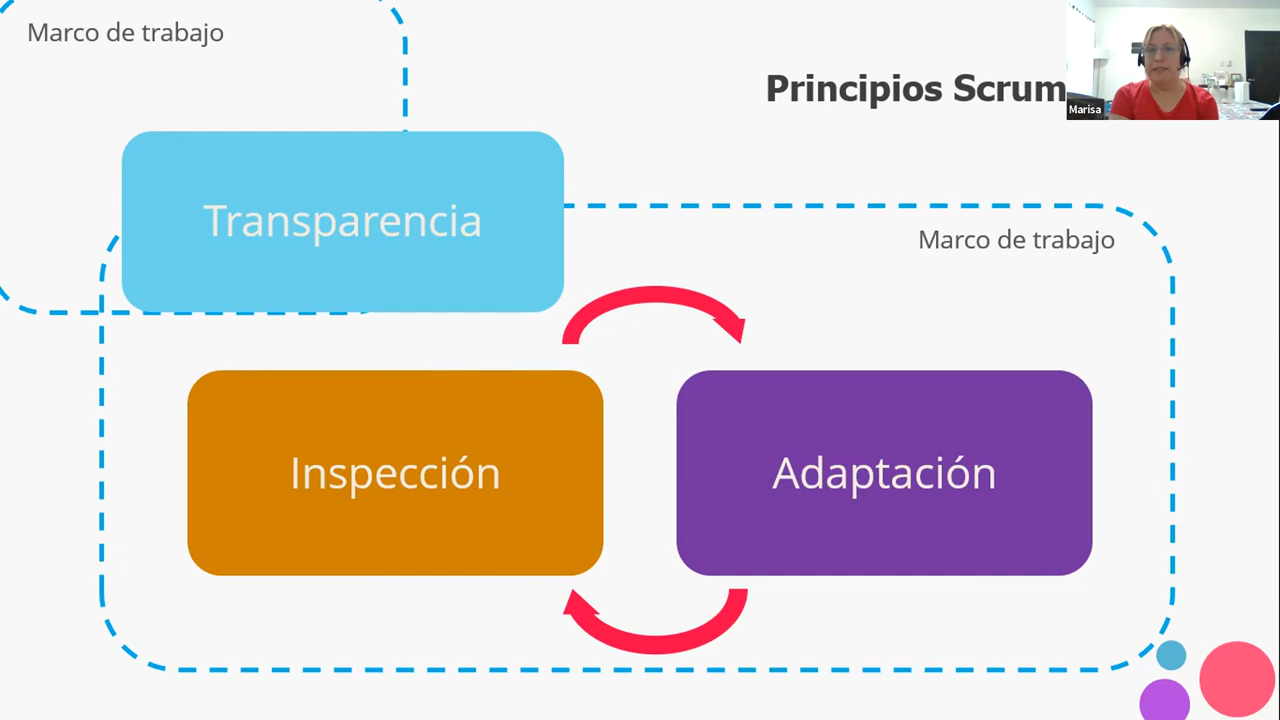 Marco de trabajo
Principios Scrum
Marisa
Transparencia
Marco de trabajo
Inspección
Adaptación